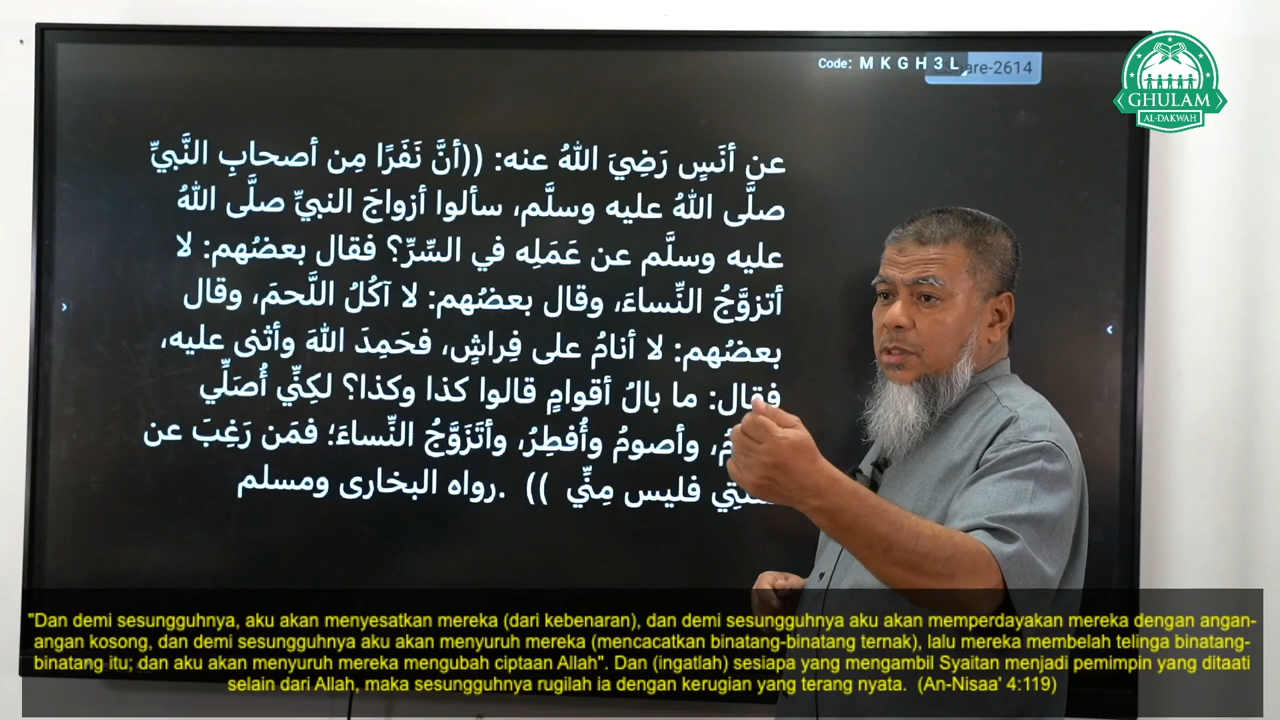 Code: M K G H 3 L
are-2614
GHULAM
AL-DAKWAH
عن أنَسٍ رَضِيَ اللهُ عنه: ((أنَّ نَفَرًا مِن أصحابِ النَّبيِّ
صلَّى اللهُ عليه وسلَّم، سألوا أزواجَ النبيِّ صلَّى اللهُ
عليه وسلَّم عن عَمَلِه في السِّرِّ؟ فقال بعضُهم: لا
أتزوَّجُ النِّساءَ، وقال بعضُهم: لا آكُلُ اللَّحمَ، وقال
بعضُهم: لا أنامُ على فِراشٍ، فحَمِدَ اللهَ وأثنى عليه،
فقال: ما بالُ أقوامٍ قالوا كذا وكذا؟ لكِنِّي أُصَلِّي
وأصومُ وأُفطِرُ، وأتَزَوَّجُ النِّساءَ؛ فمَن رَغِبَ عن
فليس مِنِّي )) .رواه البخارى ومسلم
"Dan demi sesungguhnya, aku akan menyesatkan mereka (dari kebenaran), dan demi sesungguhnya aku akan memperdayakan mereka dengan angan-
angan kosong, dan demi sesungguhnya aku akan menyuruh mereka (mencacatkan binatang-binatang ternak), lalu mereka membelah telinga binatang-
binatang itu; dan aku akan menyuruh mereka mengubah ciptaan Allah". Dan (ingatlah) sesiapa yang mengambil Syaitan menjadi pemimpin yang ditaati
selain dari Allah, maka sesungguhnya rugilah ia dengan kerugian yang terang nyata. (An-Nisaa' 4:119)